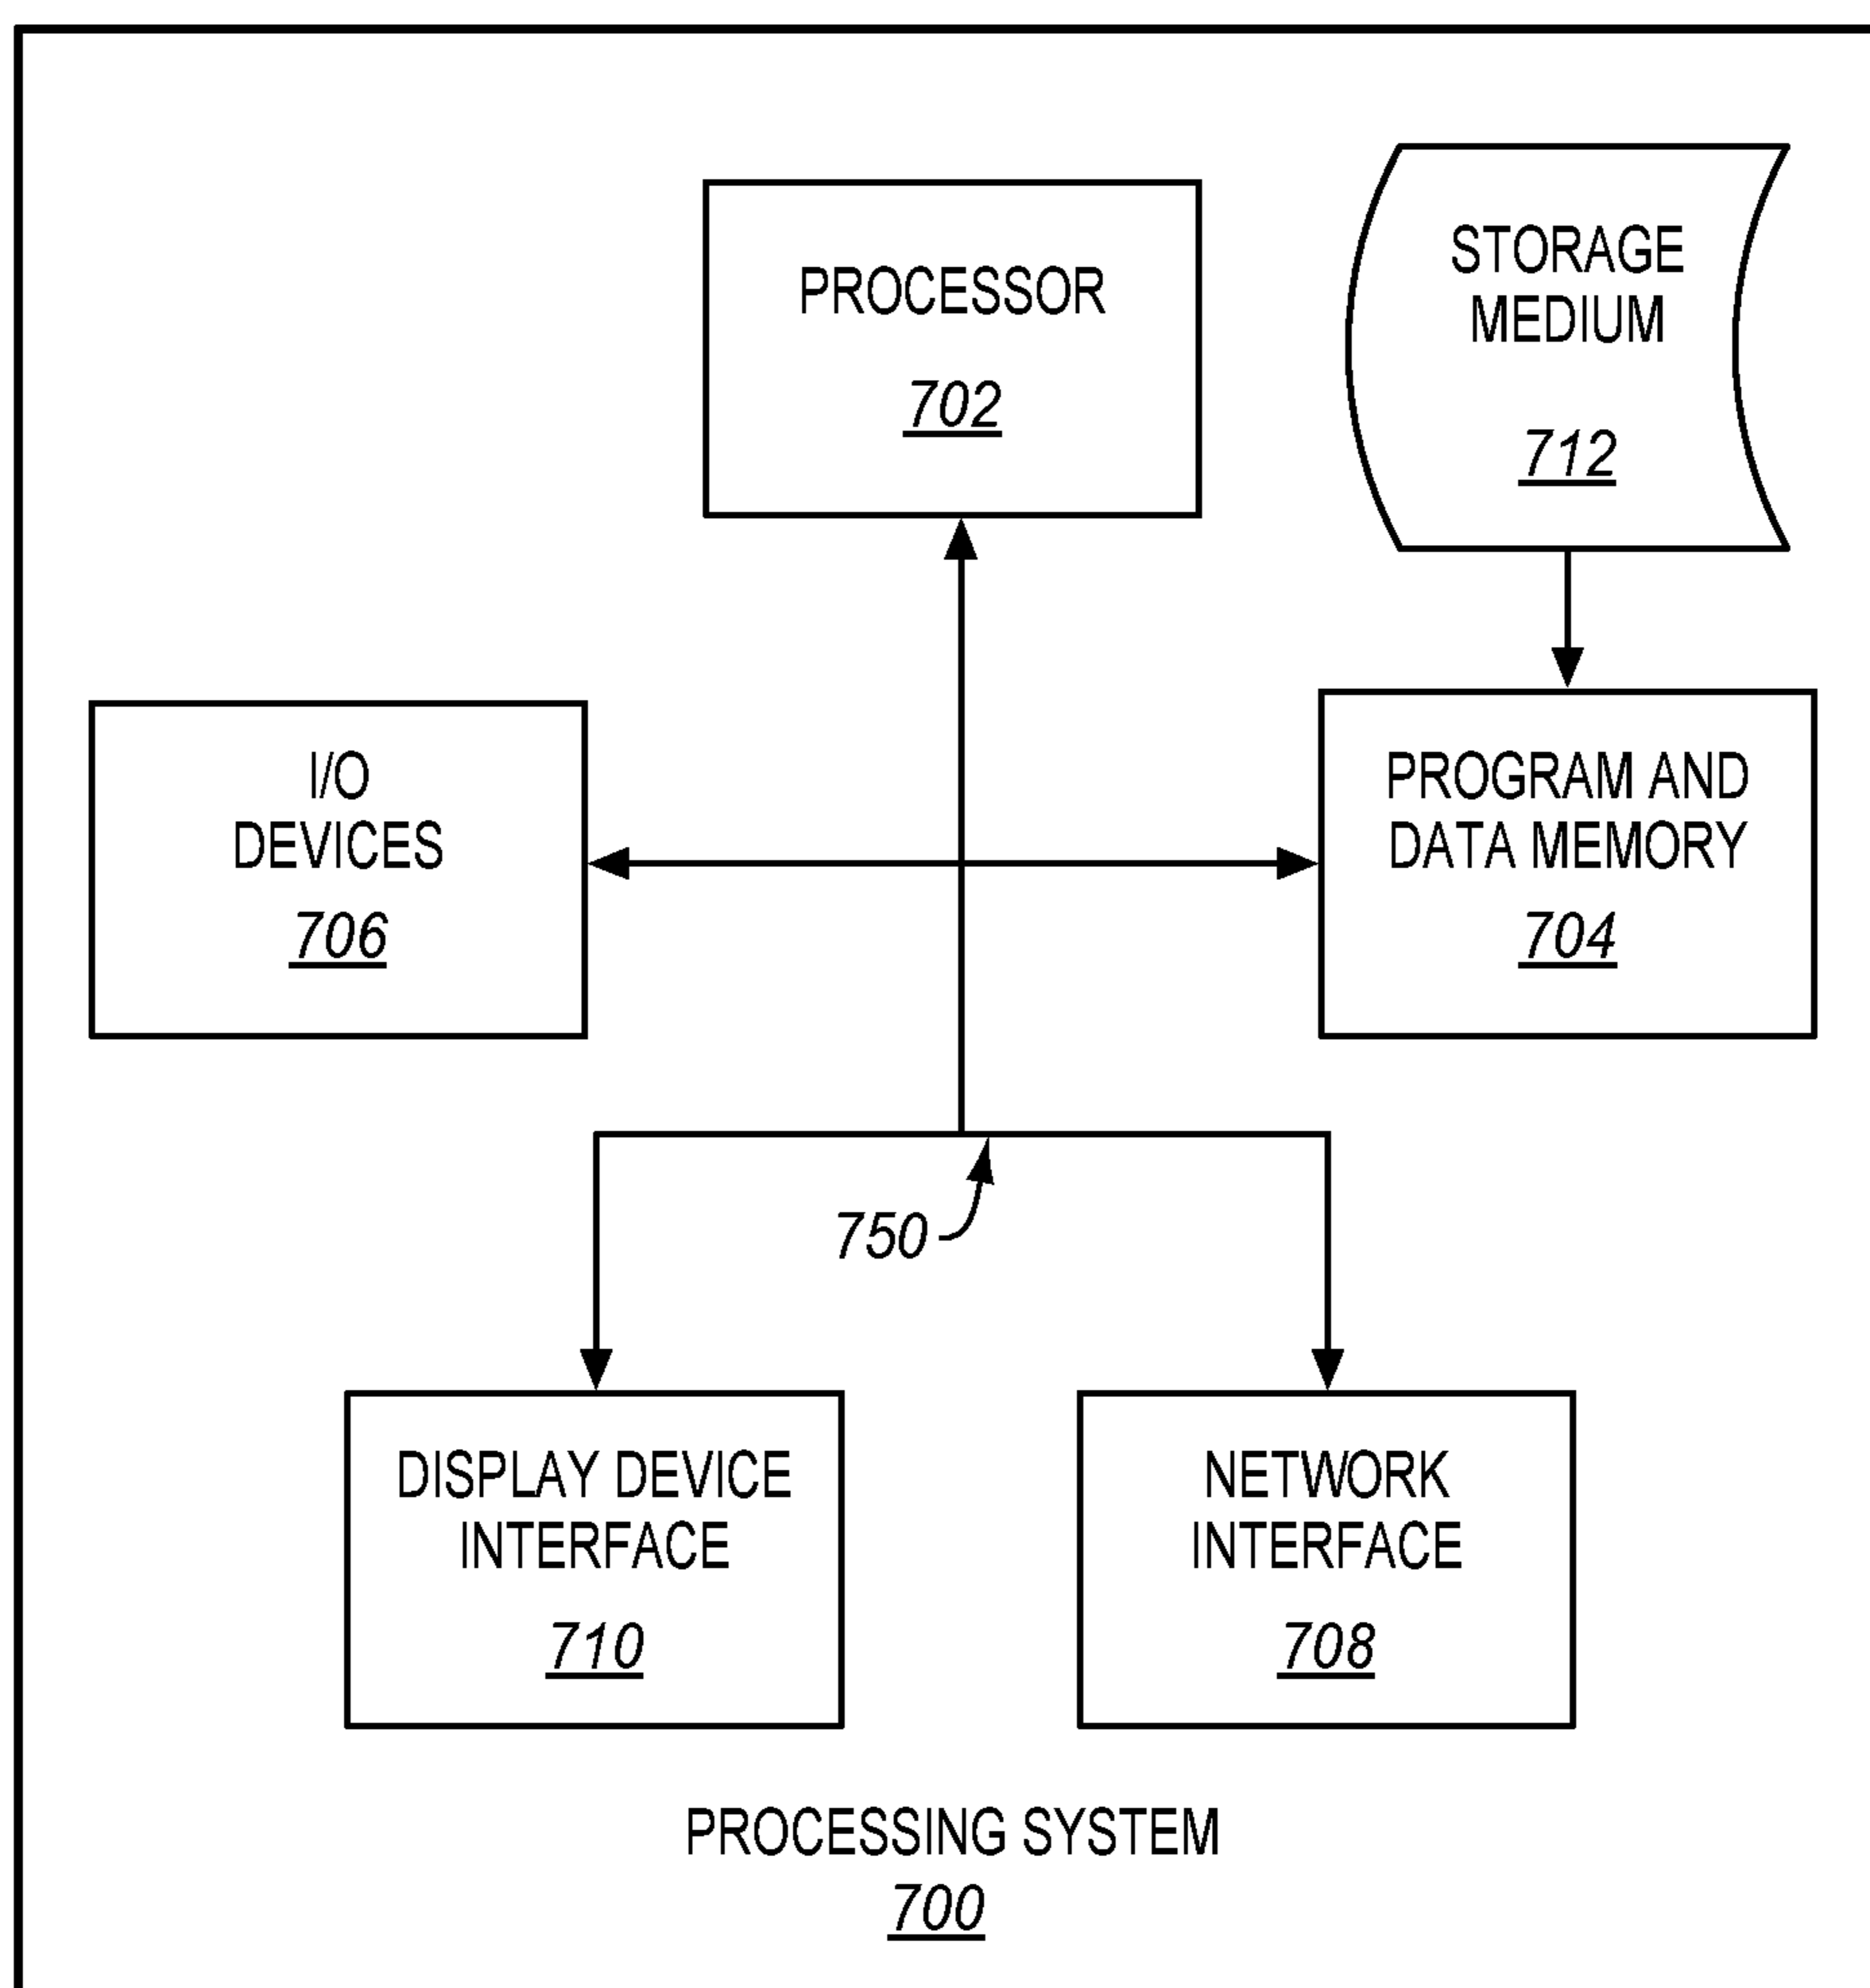 PROCESSOR
702
STORAGE
MEDIUM
712
I/O
DEVICES
706
PROGRAM AND
DATA MEMORY
704
750
DISPLAY DEVICE
INTERFACE
710
NETWORK
INTERFACE
708
PROCESSING SYSTEM
700